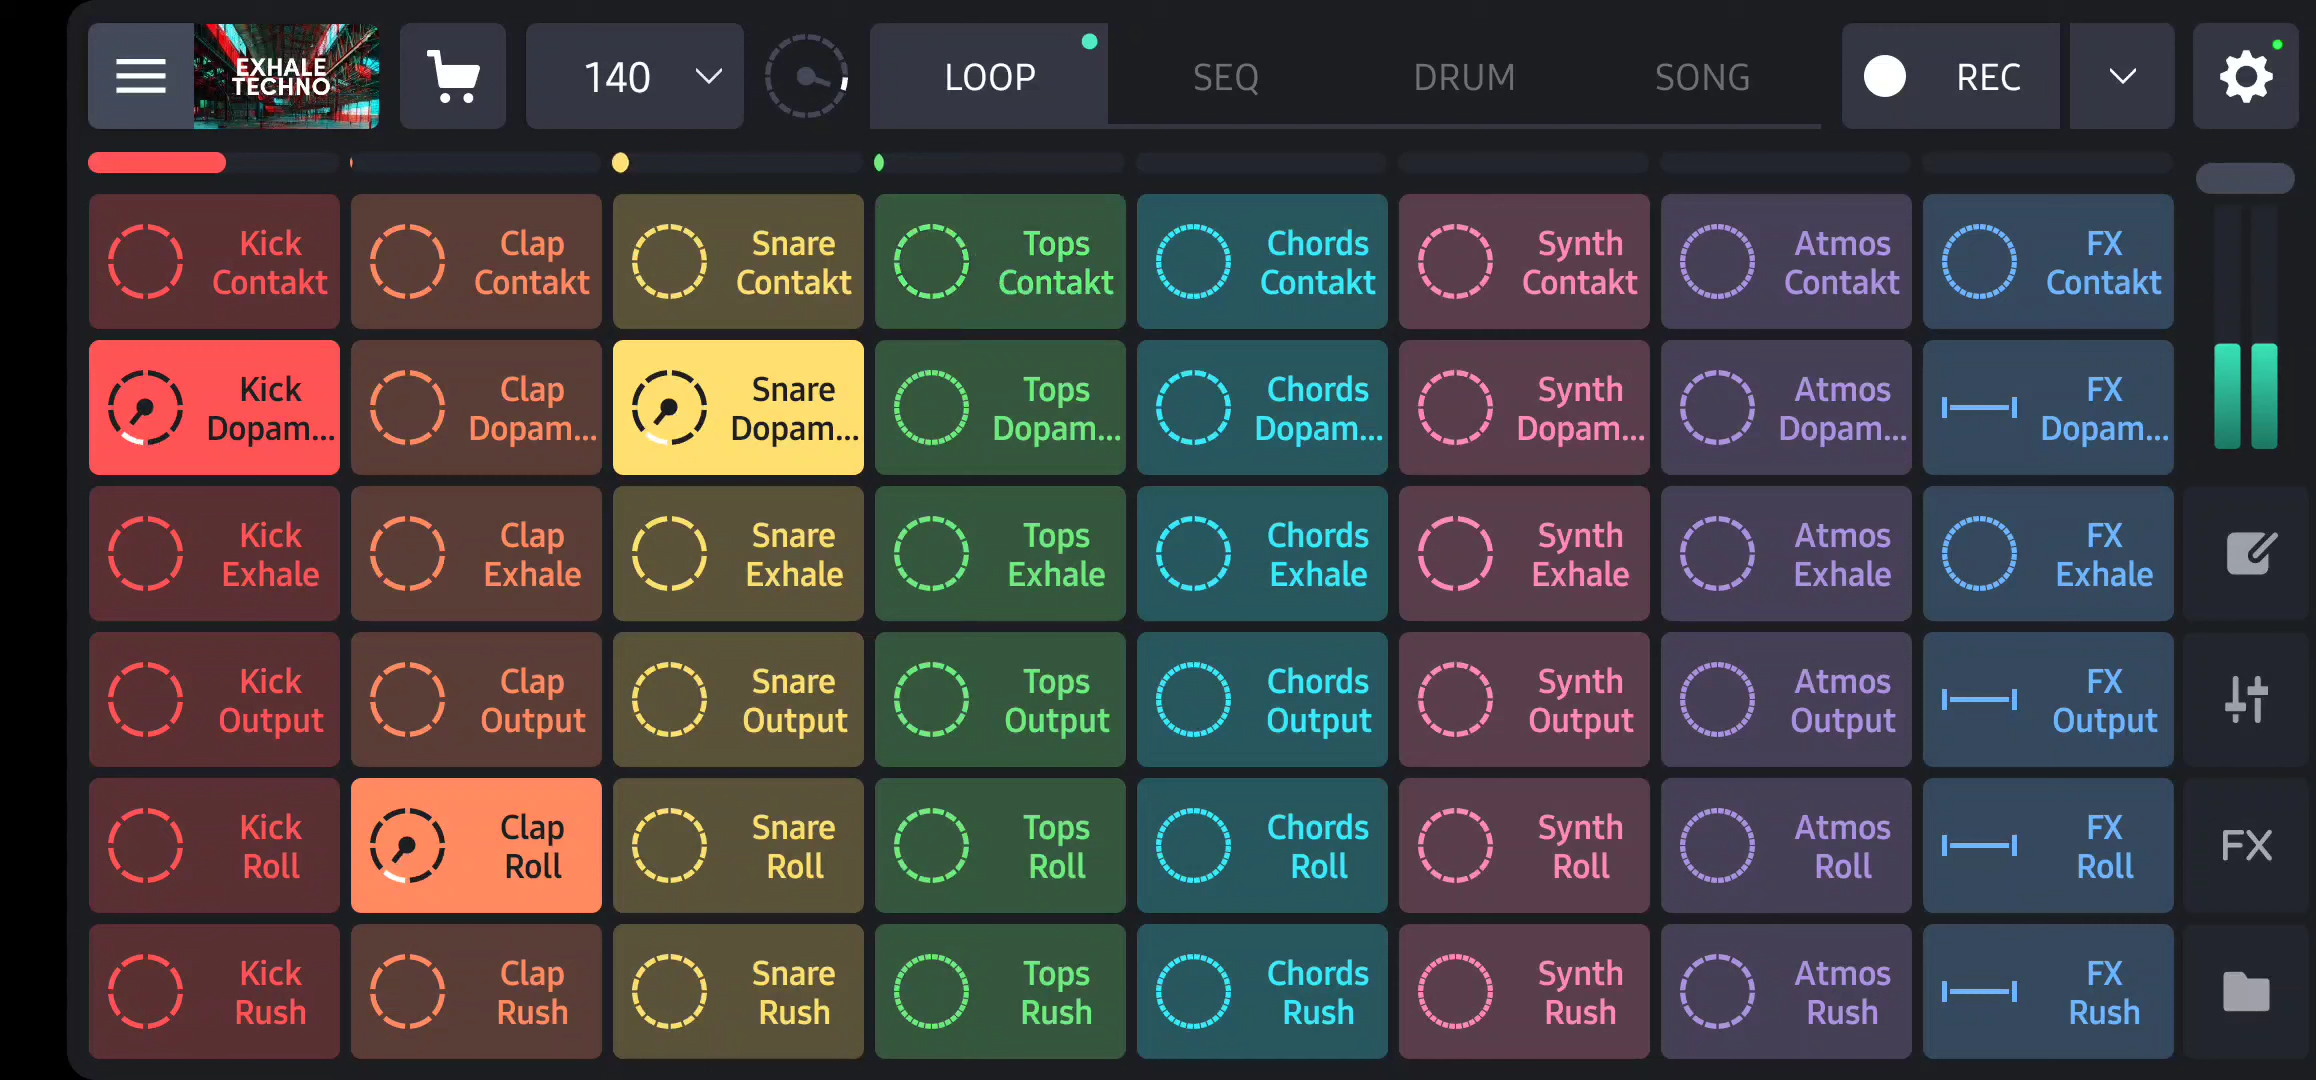 EXHALE
TECHNO
140
LOOP
SEQ
DRUM
SONG
REC
Kick
Contakt
Clap
Contakt
Snare
Contakt
Tops
Contakt
Chords
Contakt
Synth
Contakt
Atmos
Contakt
FX
Contakt
Kick
Dopam...
Clap
Dopam...
Snare
Dopam...
Tops
Dopam...
Chords
Dopam...
Synth
Dopam...
Atmos
Dopam...
FX
Dopam...
Kick
Exhale
Clap
Exhale
Snare
Exhale
Tops
Exhale
Chords
Exhale
Synth
Exhale
Atmos
Exhale
FX
Exhale
Kick
Output
Clap
Output
Snare
Output
Tops
Output
Chords
Output
Synth
Output
Atmos
Output
FX
Output
Kick
Roll
Clap
Roll
Snare
Roll
Tops
Roll
Chords
Roll
Synth
Roll
Atmos
Roll
FX
Roll
FX
Kick
Rush
Clap
Rush
Snare
Rush
Tops
Rush
Chords
Rush
Synth
Rush
Atmos
Rush
FX
Rush